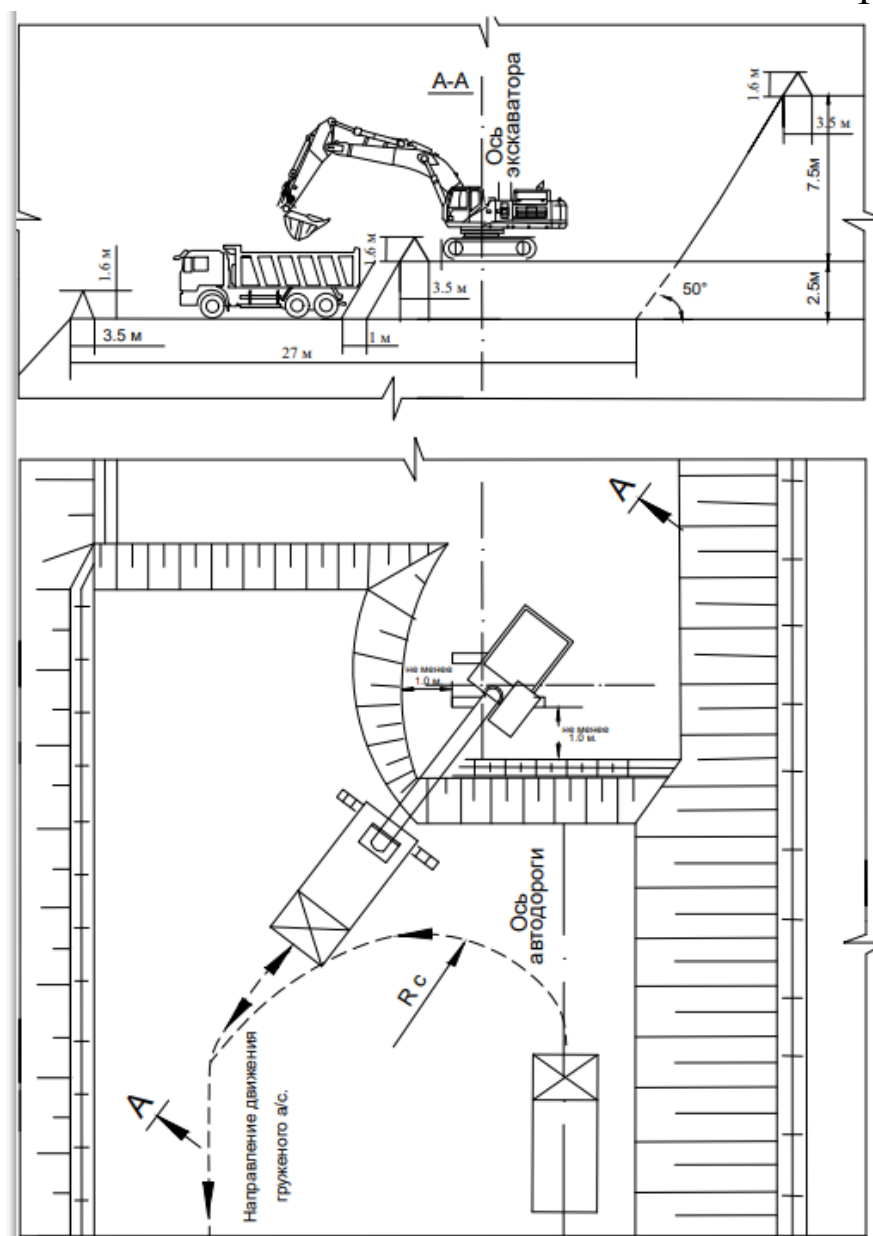 А-А
Ось
экскаватора
1.6 м
3.5 м
7.5м
2.5м
50°
1.6 м
3.5 м
1.6 м
3.5 м
1 м
27 м
А
не менее
1.0 м.
не менее
1.0 м.
Ось
автодороги
R c
Направление движения
груженого а/с.
А